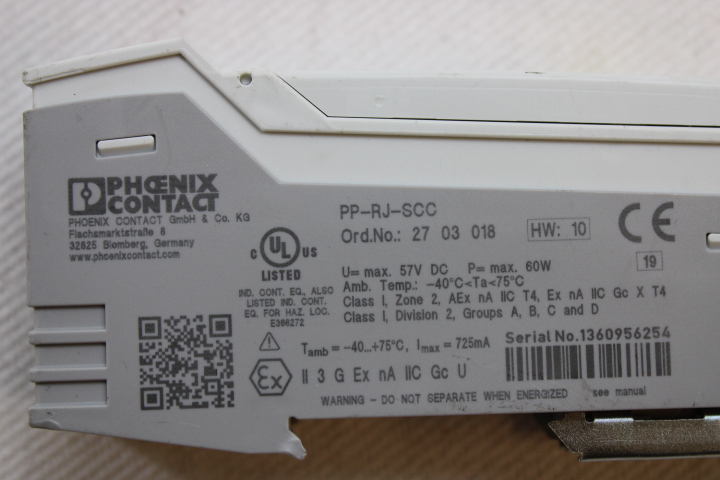 PHŒNIX
CONTACT
PHOENIX CONTACT GmbH & Co. KG
Flachsmarktstraße 8
32825 Blomberg, Germany
www.phoenixcontact.com
C UL US
LISTED
IND. CONT. EQ., ALSO
LISTED IND. CONT.
EQ. FOR HAZ. LOC.
E366272
PP-RJ-SCC
Ord.No.: 27 03 018
HW: 10
CE
19
U= max. 57V DC P= max. 60W
Amb. Temp.: -40°C<Ta<75°C
Class I, Zone 2, AEx nA IIC T4, Ex nA IIC Gc X T4
Class I, Division 2, Groups A, B, C and D
Tamb = -40...+75°C, Imax = 725mA
Serial No.1360956254
Ex II 3 G Ex nA IIC Gc U
WARNING - DO NOT SEPARATE WHEN ENERGIZED see manual